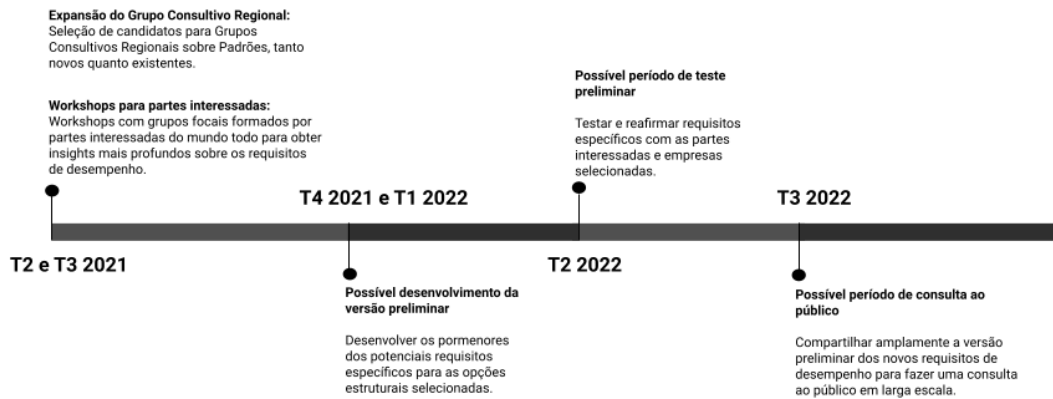 Expansão do Grupo Consultivo Regional:
Seleção de candidatos para Grupos
Consultivos Regionais sobre Padrões, tanto
novos quanto existentes.
Workshops para partes interessadas:
Workshops com grupos focais formados por
partes interessadas do mundo todo para obter
insights mais profundos sobre os requisitos
de desempenho.
T2 e T3 2021
T4 2021 e T1 2022
Possível desenvolvimento da
versão preliminar
Desenvolver os pormenores
dos potenciais requisitos
específicos para as opções
estruturais selecionadas.
Possível período de teste
preliminar
Testar e reafirmar requisitos
específicos com as partes
interessadas e empresas
selecionadas.
T2 2022
T3 2022
Possível período de consulta ao
público
Compartilhar amplamente a versão
preliminar dos novos requisitos de
desempenho para fazer uma consulta
ao público em larga escala.